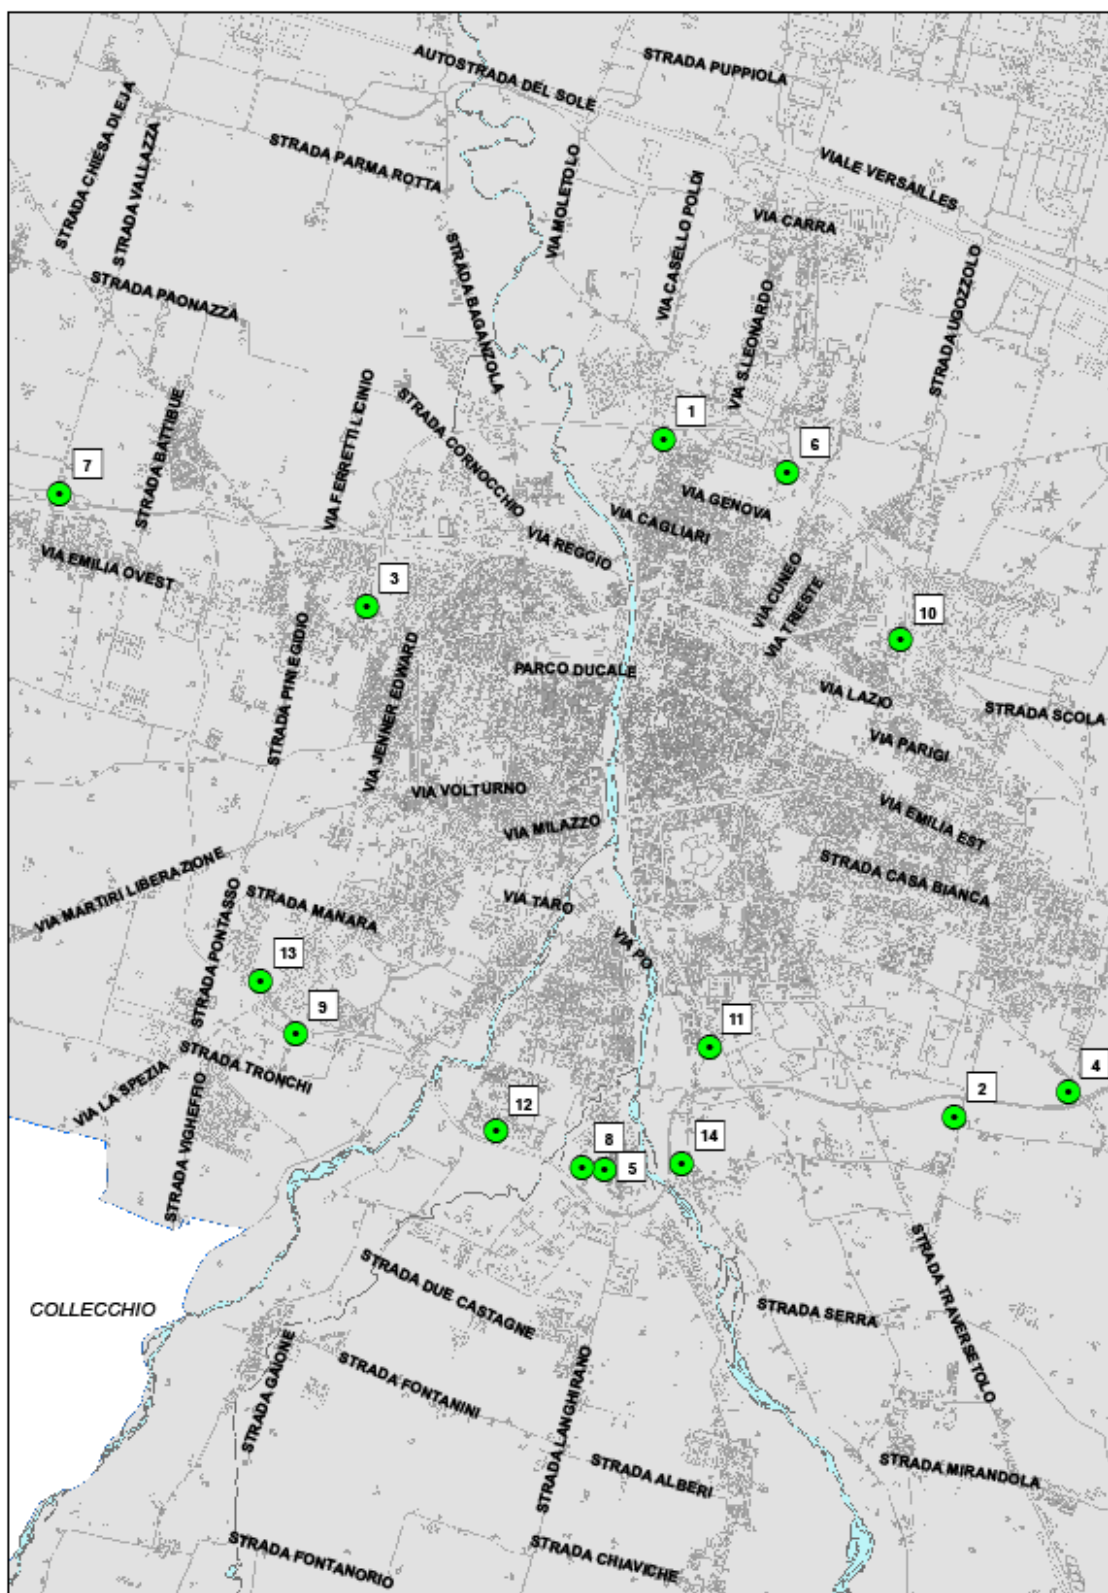 STRADA PUPPIOLA
AUTOSTRADA DEL SOLE
STRADA CHIESA DI EJA
STRADA VALLAZZA
STRADA PARMA ROTTA
VIA MOLETOLO
VIALE VERSAILLES
VIA CASELLO POLDI
VIA CARRA
STRADA BAGANZOLA
STRADA UGOZZOLO
STRADA PAONAZZA
VIA S.LEONARDO
VIA FERRETTI LICINIO
STRADA BATTIBUE
STRADA CORNOCCHIO
1
6
7
VIA GENOVA
VIA CAGLIARI
VIA REGGIO
VIA EMILIA OVEST
3
VIA CUNEO
VIA TRIESTE
10
STRADA PINI EGIDIO
VIA JENNER EDWARD
PARCO DUCALE
VIA LAZIO
STRADA SCOLA
VIA PARIGI
VIA VOLTURNO
VIA MILAZZO
VIA EMILIA EST
VIA MARTIRI LIBERAZIONE
STRADA CASA BIANCA
STRADA PONTASSO
STRADA MANARA
VIA TARO
VIA PO
13
9
11
STRADA TRONCHI
VIA LA SPEZIA
4
2
12
STRADA VIGHEFFIO
8
14
5
STRADA DUE CASTAGNE
COLLECCHIO
STRADA SERRA
STRADA TRAVERSETOLO
STRADA GAIONE
STRADA FONTANINI
STRADA LANGHIRANO
STRADA ALBERI
STRADA MIRANDOLA
STRADA FONTANORIO
STRADA CHIAVICHE